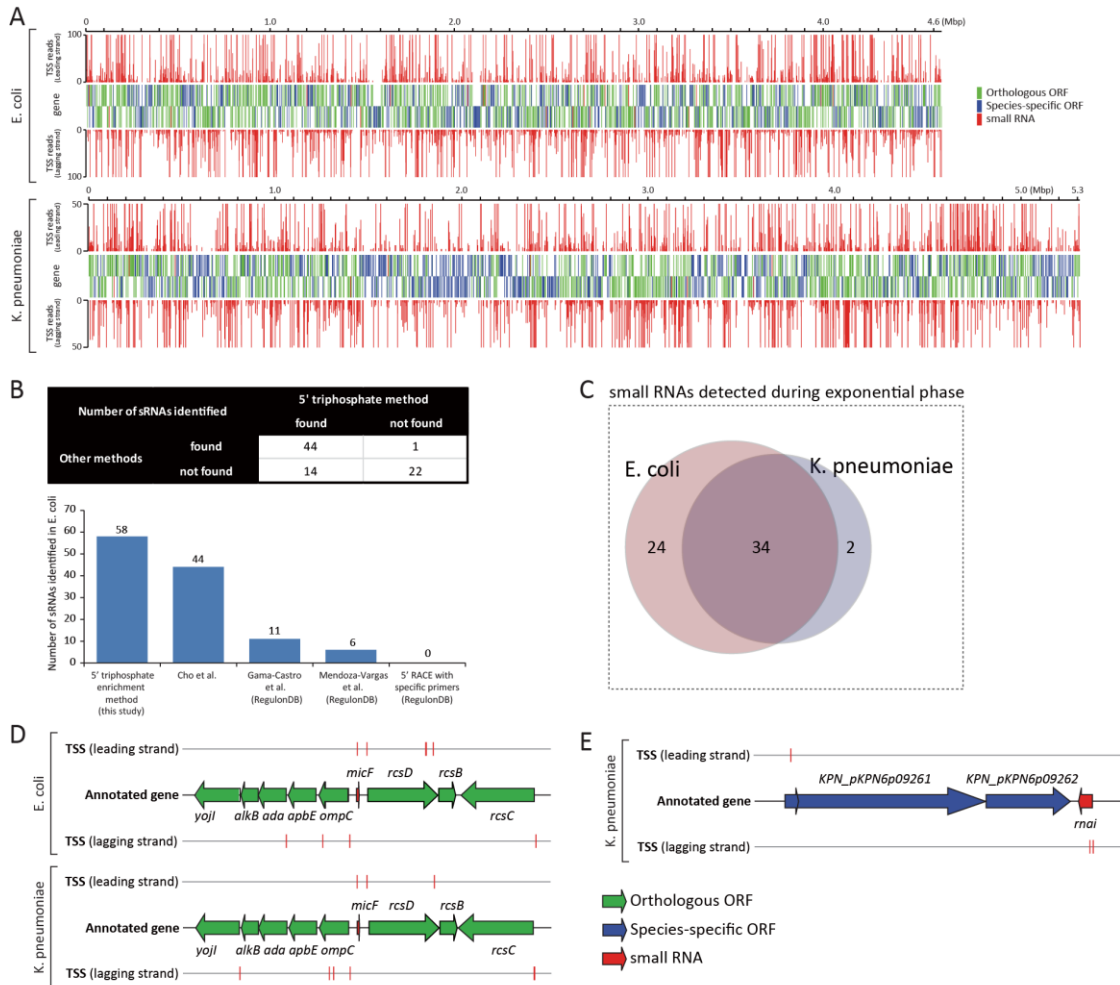 A
0 1.0 2.0 3.0 4.0 4.6 (Mbp)
E. coli
100
TSS reads
(Leading strand)
0
gene
0
TSS reads
(Lagging strand)
100
Orthologous ORF
Species-specific ORF
small RNA
0 1.0 2.0 3.0 4.0 5.0 (Mbp) 5.3
K. pneumoniae
50
TSS reads
(Leading strand)
0
gene
0
TSS reads
(Lagging strand)
50
B
Number of sRNAs identified
5' triphosphate method
found not found
Other methods
found 44 1
not found 14 22
Number of sRNAs identified in E. coli
70
60
50
40
30
20
10
0
58
44
11
6
0
5' triphosphate
enrichment
method
(this study)
Cho et al.
Gama-Castro
et al.
(RegulonDB)
Mendoza-Vargas
et al.
(RegulonDB)
5' RACE with
specific primers
(RegulonDB)
C
small RNAs detected during exponential phase
E. coli
K. pneumoniae
24 34 2
D
E. coli
TSS (leading strand)
micF rcsD rcsB
Annotated gene
yojI alkB ada apbE ompC rcsC
TSS (lagging strand)
K. pneumoniae
TSS (leading strand)
micF rcsD rcsB
Annotated gene
yojI alkB ada apbE ompC rcsC
TSS (lagging strand)
E
K. pneumoniae
TSS (leading strand)
KPN_pKPN6p09261 KPN_pKPN6p09262
Annotated gene
rnai
TSS (lagging strand)
Orthologous ORF
Species-specific ORF
small RNA